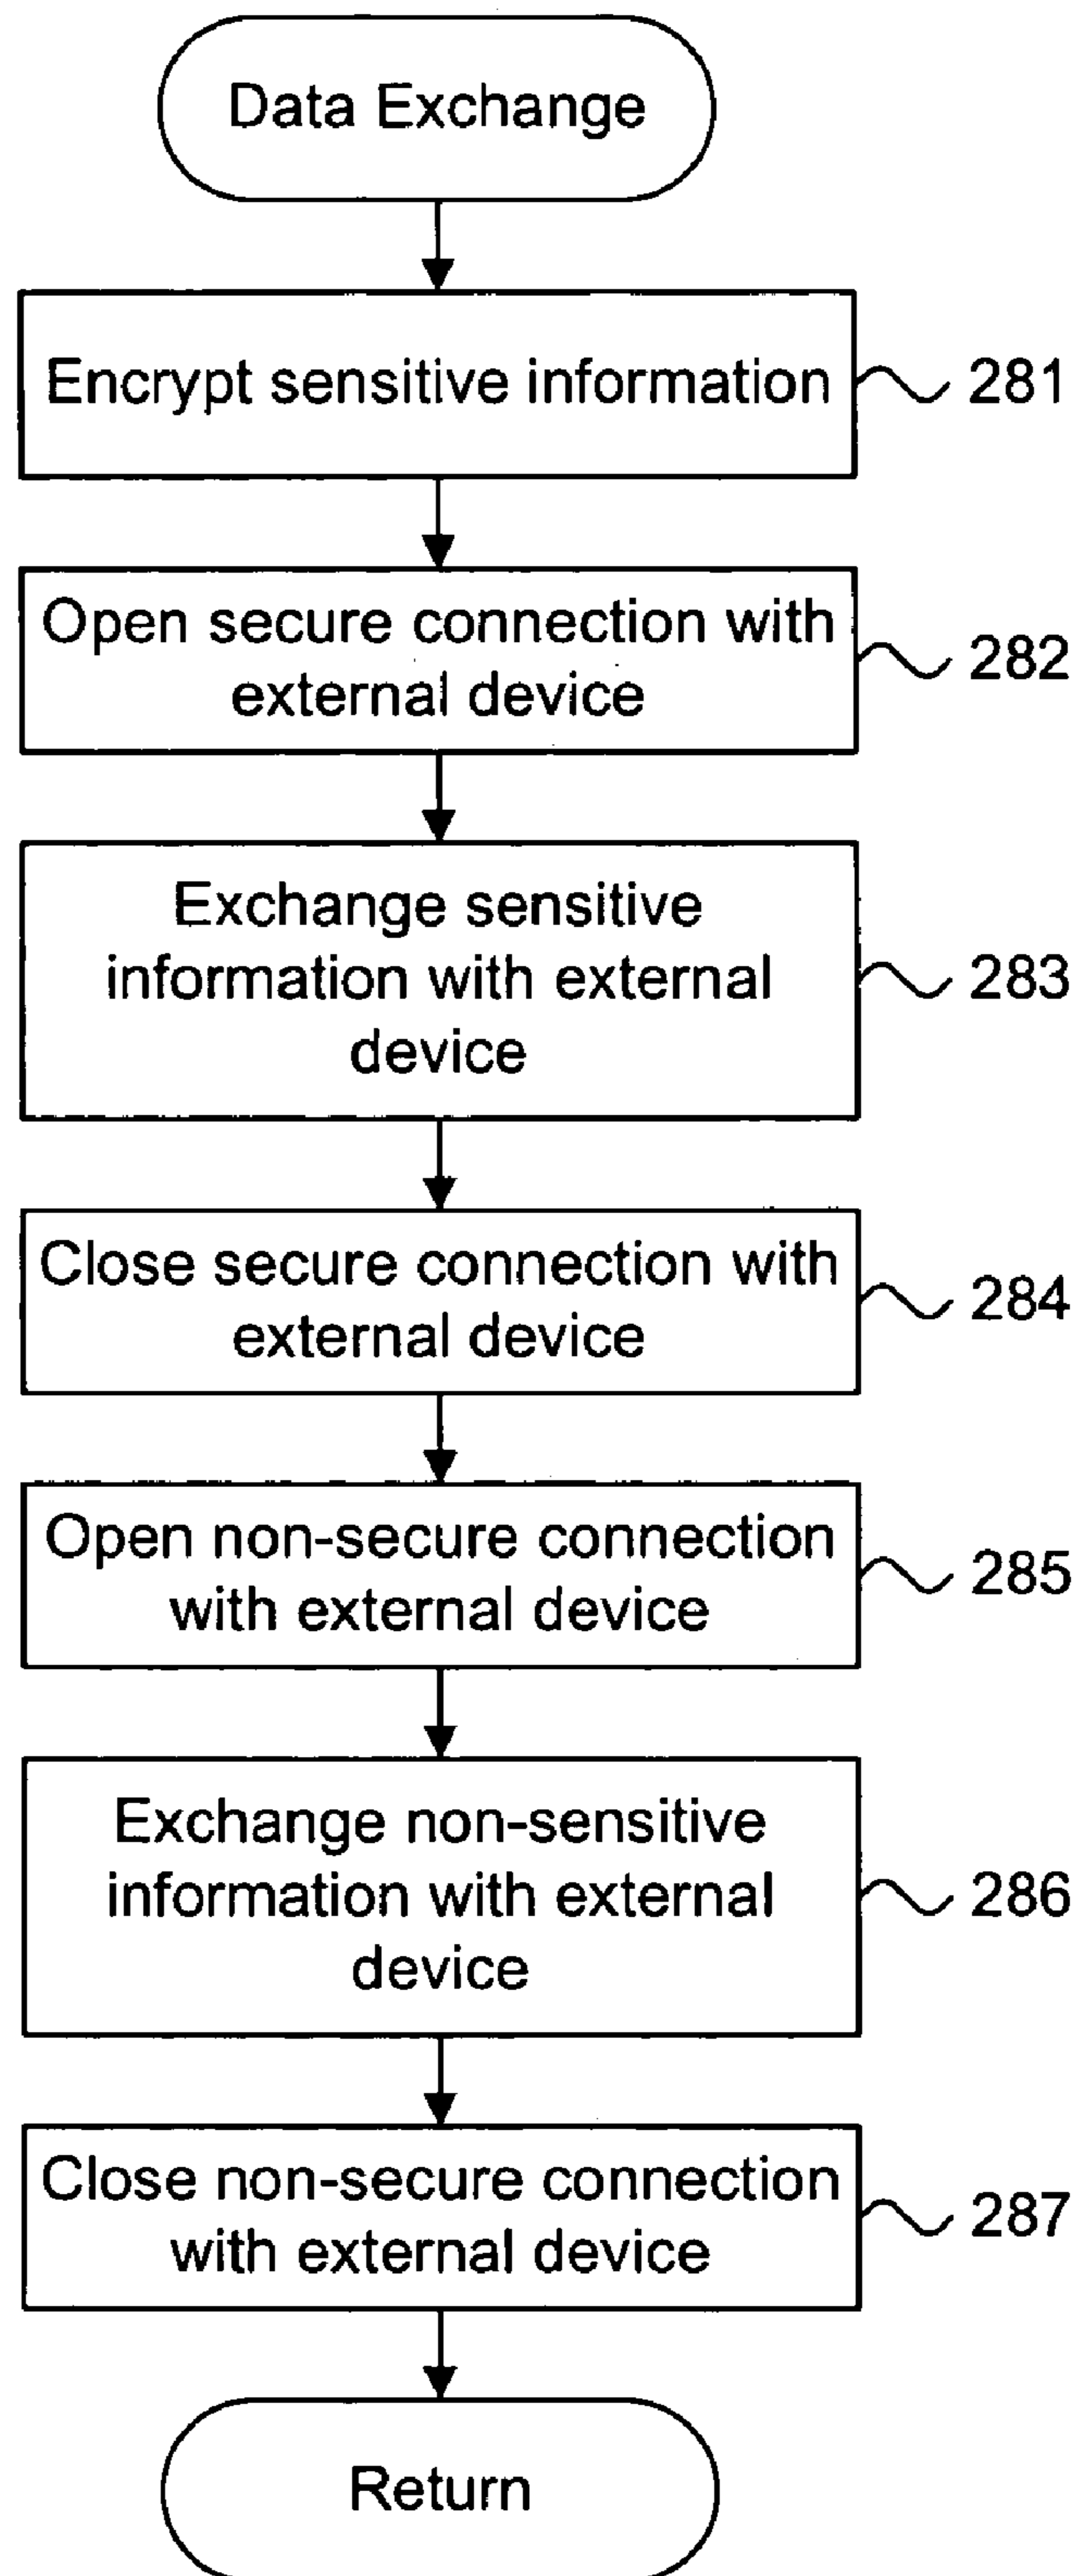 Data Exchange
Encrypt sensitive information
281
Open secure connection with
external device
282
Exchange sensitive
information with external
device
283
Close secure connection with
external device
284
Open non-secure connection
with external device
285
Exchange non-sensitive
information with external
device
286
Close non-secure connection
with external device
287
Return